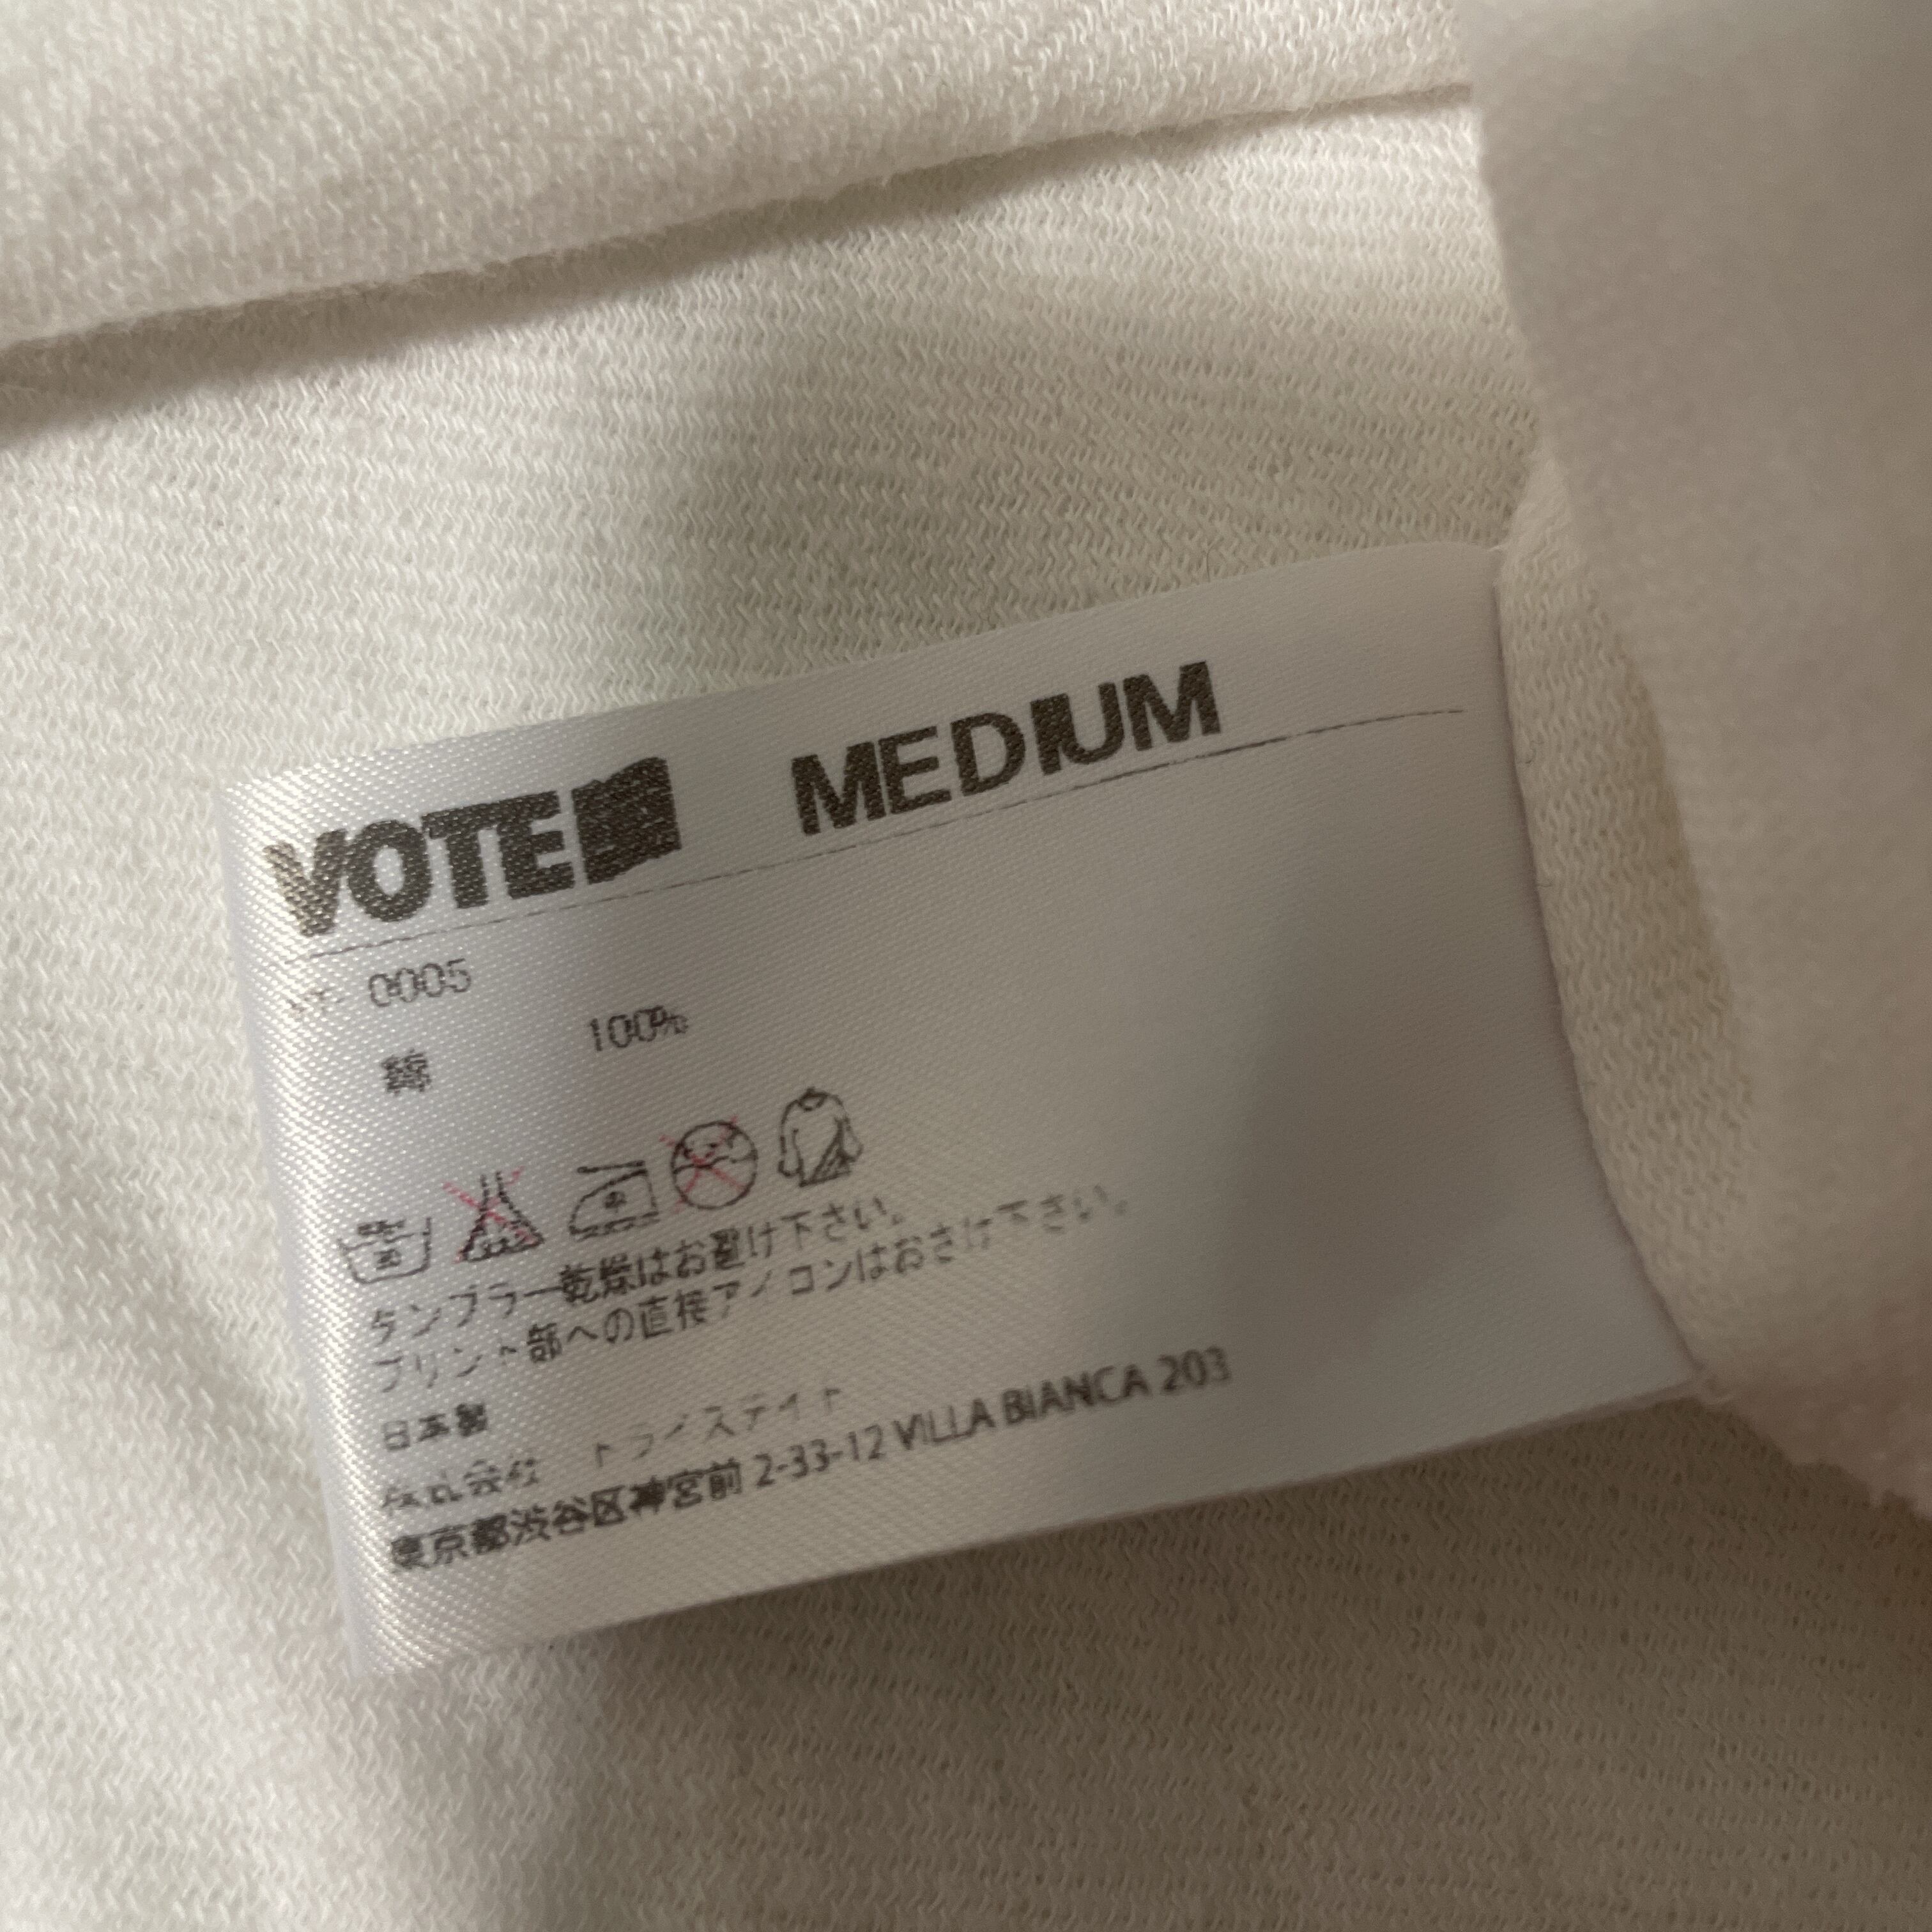 VOTE MEDIUM
0005
綿 100%
タンブラー乾燥はお避け下さい。
プリント部への直接アイロンはおさけ下さい。
日本製
株式会社 トライステイト
東京都渋谷区神宮前 2-33-12 VILLA BIANCA 203